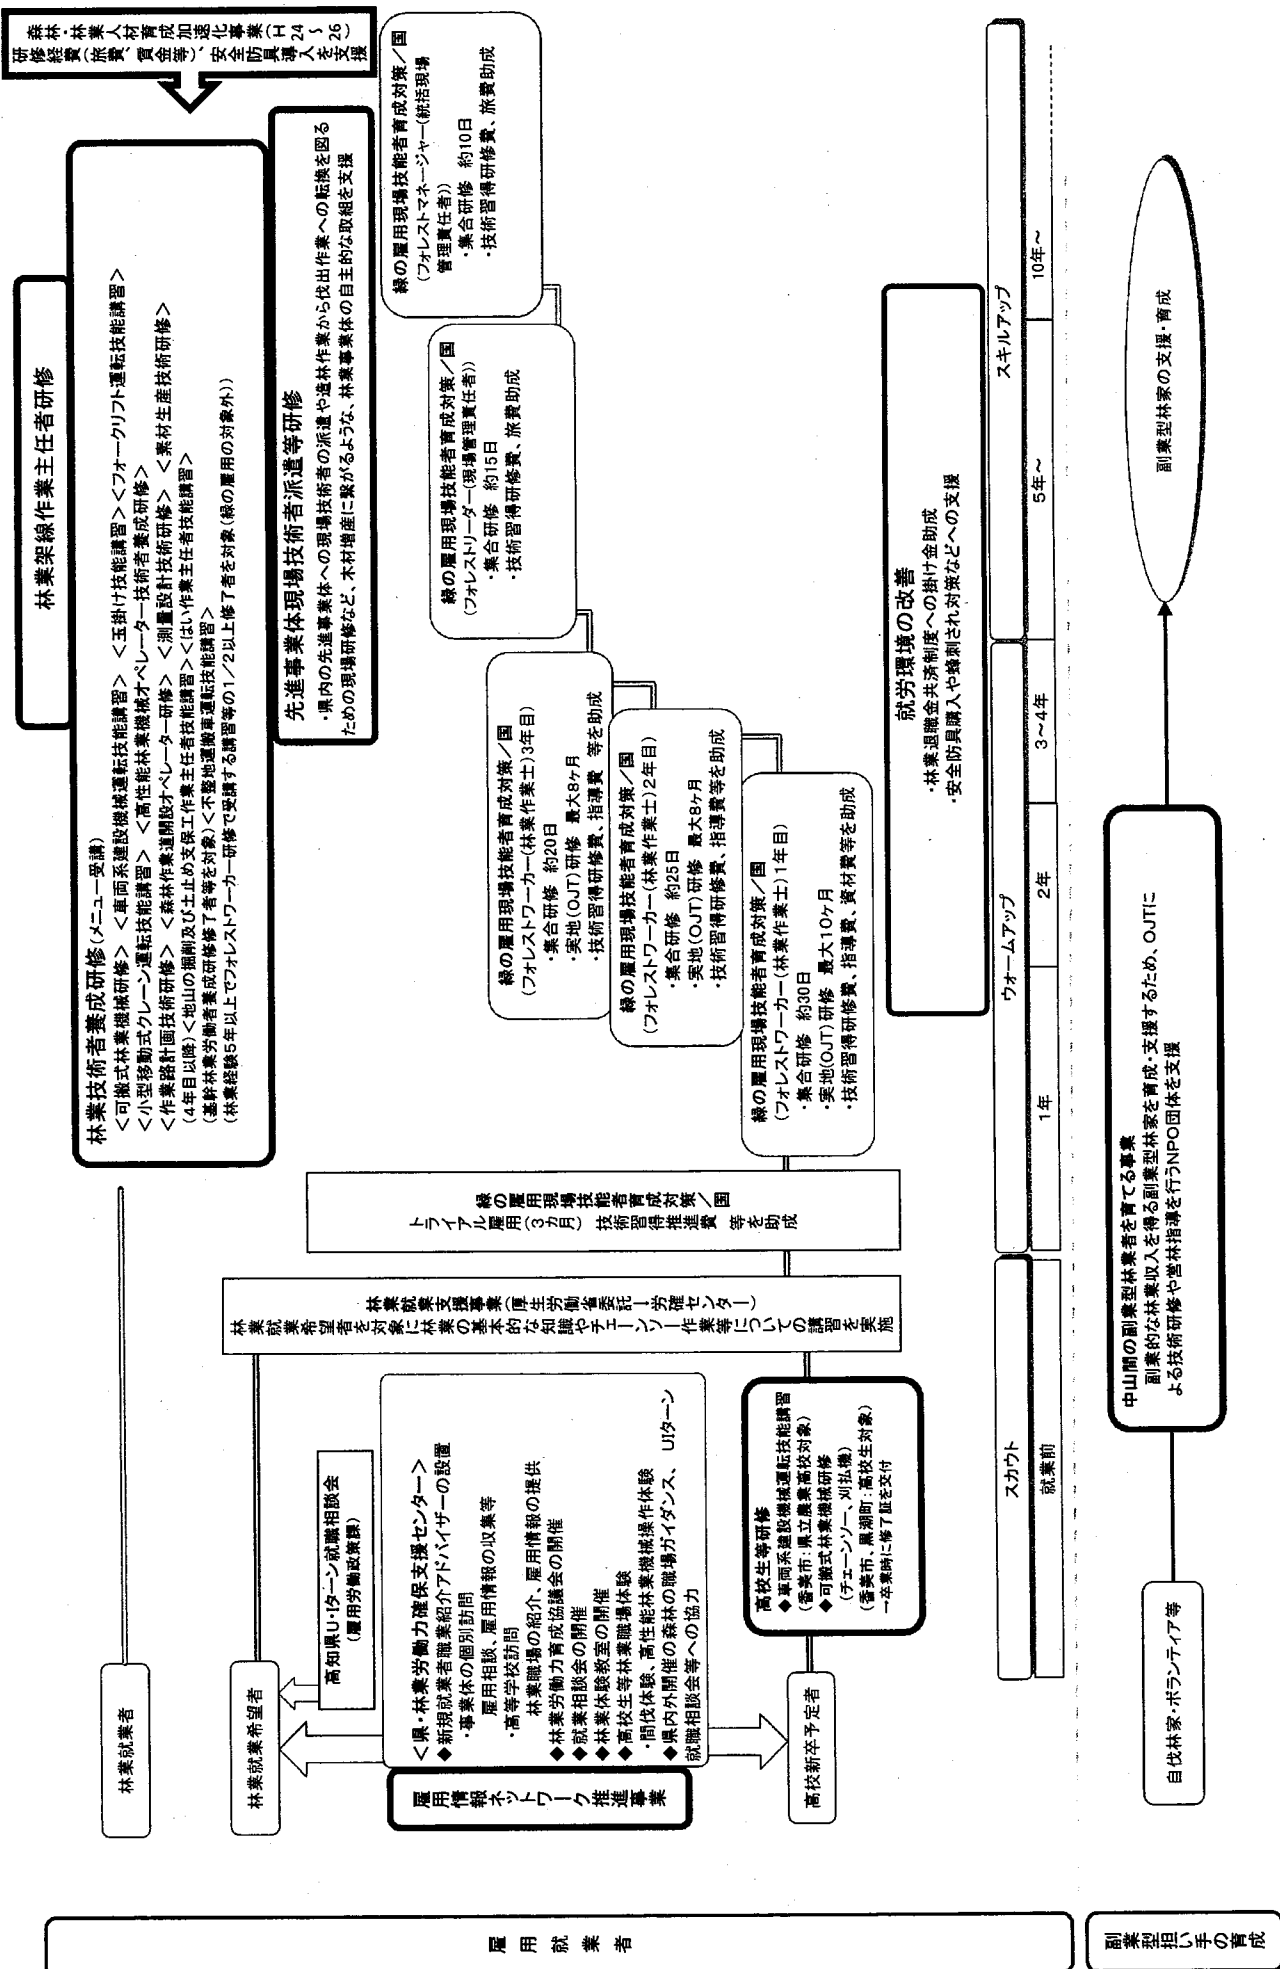 雇用就業者
林業就業者
林業就業希望者
高知県U・Iターン就職相談会
(雇用労働政策課)
雇用情報ネットワーク推進事業
<県・林業労働力確保支援センター>
◆新規就業者職業紹介アドバイザーの設置
・事業体の個別訪問
雇用相談、雇用情報の収集等
・高等学校訪問
林業職場の紹介、雇用情報の提供
◆林業労働力育成協議会の開催
◆就業相談会の開催
◆林業体験教室の開催
◆高校生等林業職場体験
・間伐体験、高性能林業機械操作体験
◆県内外開催の森林の職場ガイダンス、UIターン
就職相談会等への協力
高校新卒予定者
高校生等研修
◆車両系建設機械運転技能講習
(香美市:県立農業高校対象)
◆可搬式林業機械研修
(チェーンソー、刈払機)
(香美市、黒潮町:高校生対象)
→卒業時に修了証を交付
林業就業支援事業(厚生労働省委託→労確センター)
林業就業希望者を対象に林業の基本的な知識やチェーンソー作業等についての講習を実施
緑の雇用現場技能者育成対策/国
トライアル雇用(3カ月) 技術習得推進費 等を助成
林業架線作業主任者研修
林業技術者養成研修(メニュー受講)
<可搬式林業機械研修> <車両系建設機械運転技能講習> <玉掛け技能講習><フォークリフト運転技能講習>
<小型移動式クレーン運転技能講習> <高性能林業機械オペレーター技術者養成研修>
<作業路計画技術研修> <森林作業道開設オペレーター研修> <測量設計技術研修> <素材生産技術研修>
(4年目以降)<地山の掘削及び土止め支保工作業主任者技能講習><はい作業主任者技能講習>
(基幹林業労働者養成研修修了者等を対象)<不整地運搬車運転技能講習>
(林業経験5年以上でフォレストワーカー研修で受講する講習等の1/2以上修了者を対象(緑の雇用の対象外))
森林・林業人材育成加速化事業(H24~26)
研修経費(旅費、賃金等)、安全防具導入を支援
先進事業体現場技術者派遣等研修
・県内の先進事業体への現場技術者の派遣や造林作業から伐出作業への転換を図る
ための現場研修など、木材増産に繋がるような、林業事業体の自主的な取組を支援
緑の雇用現場技能者育成対策/国
(フォレストマネージャー(統括現場
管理責任者))
・集合研修 約10日
・技術習得研修費、旅費助成
緑の雇用現場技能者育成対策/国
(フォレストリーダー(現場管理責任者))
・集合研修 約15日
・技術習得研修費、旅費助成
緑の雇用現場技能者育成対策/国
(フォレストワーカー(林業作業士)3年目)
・集合研修 約20日
・実地(OJT)研修 最大8ヶ月
・技術習得研修費、指導費 等を助成
緑の雇用現場技能者育成対策/国
(フォレストワーカー(林業作業士)2年目)
・集合研修 約25日
・実地(OJT)研修 最大8ヶ月
・技術習得研修費、指導費等を助成
緑の雇用現場技能者育成対策/国
(フォレストワーカー(林業作業士)1年目)
・集合研修 約30日
・実地(OJT)研修 最大10ヶ月
・技術習得研修費、指導費、資材費等を助成
就労環境の改善
・林業退職金共済制度への掛け金助成
・安全防具購入や蜂刺され対策などへの支援
スカウト
ウォームアップ
スキルアップ
就業前
1年
2年
3~4年
5年~
10年~
副業型担い手の育成
自伐林家・ボランティア等
中山間の副業型林業者を育てる事業
副業的な林業収入を得る副業型林家を育成・支援するため、OJTに
よる技術研修や営林指導を行うNPO団体を支援
副業型林家の支援・育成